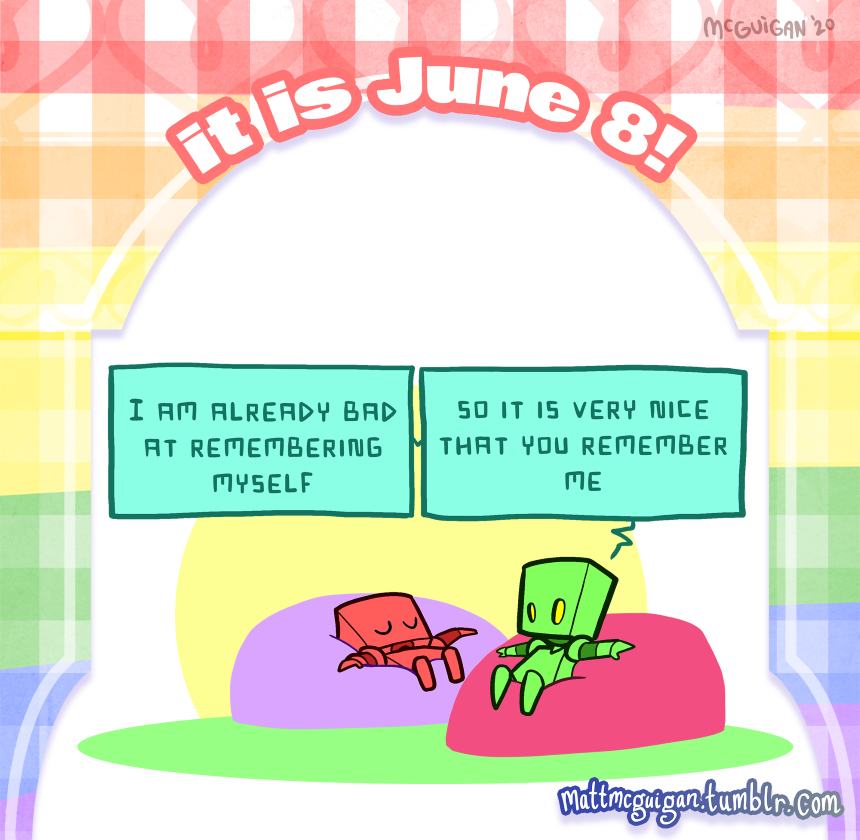 McGUIGAN '20
it is June 8!
I AM ALREADY BAD
AT REMEMBERING
MYSELF
SO IT IS VERY NICE
THAT YOU REMEMBER
ME
mattmcguigan.tumblr.com